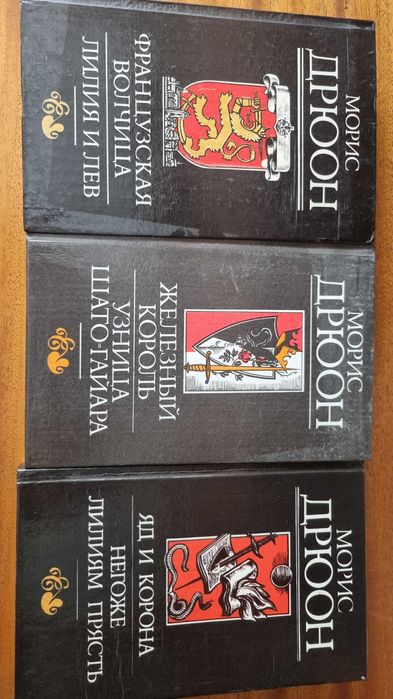 МОРИС
ДРЮОН
ФРАНЦУЗСКАЯ
ВОЛЧИЦА
ЛИЛИЯ И ЛЕВ
МОРИС
ДРЮОН
ЖЕЛЕЗНЫЙ
КОРОЛЬ
УЗНИЦА
ШАТО-ГАЙАРА
МОРИС
ДРЮОН
ЯД И КОРОНА
НЕГОЖЕ
ЛИЛИЯМ ПРЯСТЬ